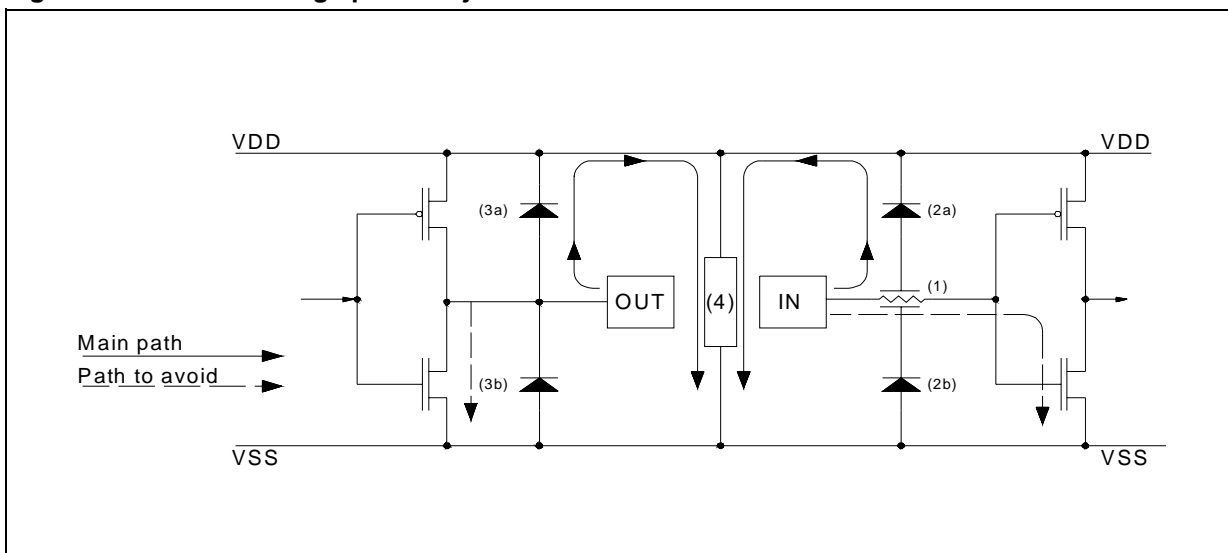 VDD
VDD
(3a)
(2a)
(1)
OUT
(4)
IN
Main path
Path to avoid
(3b)
(2b)
VSS
VSS